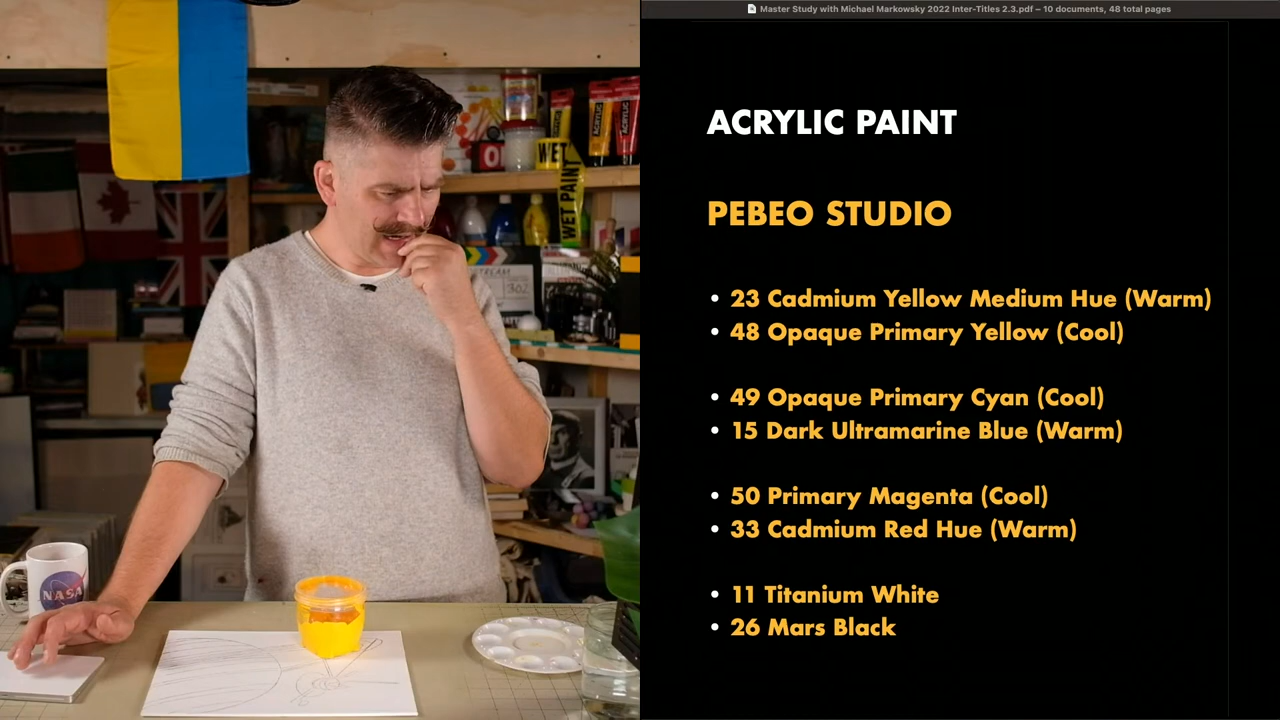 Master Study with Michael Markowsky 2022 Inter-Titles 2.3.pdf – 10 documents, 48 total pages
ACRYLIC PAINT
PEBEO STUDIO
• 23 Cadmium Yellow Medium Hue (Warm)
• 48 Opaque Primary Yellow (Cool)
• 49 Opaque Primary Cyan (Cool)
• 15 Dark Ultramarine Blue (Warm)
• 50 Primary Magenta (Cool)
• 33 Cadmium Red Hue (Warm)
• 11 Titanium White
• 26 Mars Black
ACRYLIC
ACRYLIC
WET
WET PAINT
302
NASA